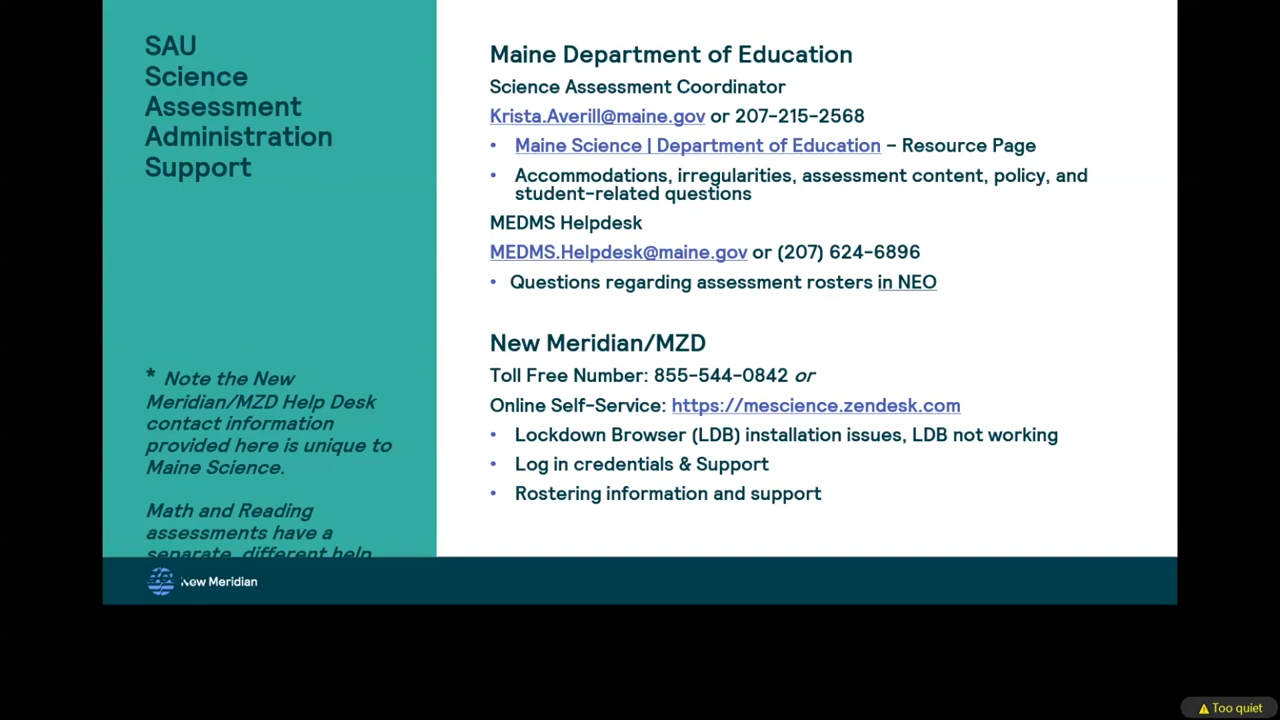 SAU
Science
Assessment
Administration
Support
* Note the New
Meridian/MZD Help Desk
contact information
provided here is unique to
Maine Science.
Math and Reading
assessments have a
separate, different help
Maine Department of Education
Science Assessment Coordinator
Krista.Averill@maine.gov or 207-215-2568
• Maine Science | Department of Education – Resource Page
• Accommodations, irregularities, assessment content, policy, and
student-related questions
MEDMS Helpdesk
MEDMS.Helpdesk@maine.gov or (207) 624-6896
• Questions regarding assessment rosters in NEO
New Meridian/MZD
Toll Free Number: 855-544-0842 or
Online Self-Service: https://mescience.zendesk.com
• Lockdown Browser (LDB) installation issues, LDB not working
• Log in credentials & Support
• Rostering information and support
New Meridian
Too quiet